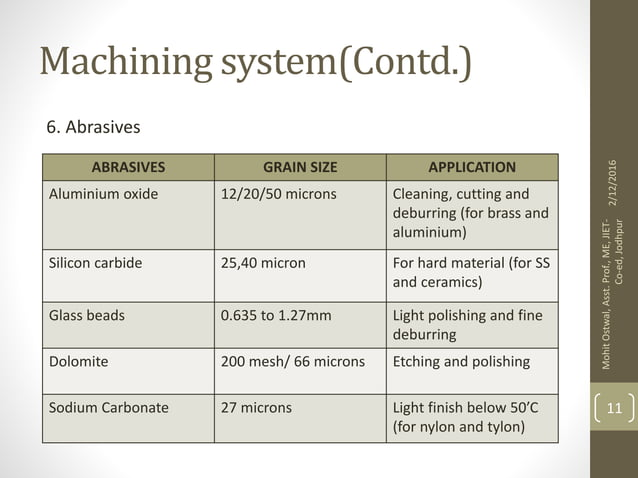 Machining system(Contd.)
6. Abrasives
ABRASIVES GRAIN SIZE APPLICATION
Aluminium oxide 12/20/50 microns Cleaning, cutting and
deburring (for brass and
aluminium)
Silicon carbide 25,40 micron For hard material (for SS
and ceramics)
Glass beads 0.635 to 1.27mm Light polishing and fine
deburring
Dolomite 200 mesh/ 66 microns Etching and polishing
Sodium Carbonate 27 microns Light finish below 50’C
(for nylon and tylon)
2/12/2016
Mohit Ostwal, Asst. Prof., ME, JIET-
Co-ed, Jodhpur
11